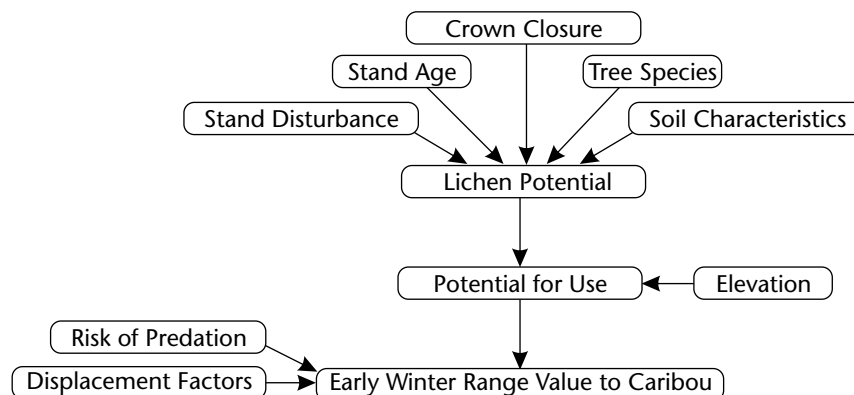 Crown Closure
Stand Age
Tree Species
Stand Disturbance
Soil Characteristics
Lichen Potential
Potential for Use
Elevation
Risk of Predation
Displacement Factors
Early Winter Range Value to Caribou